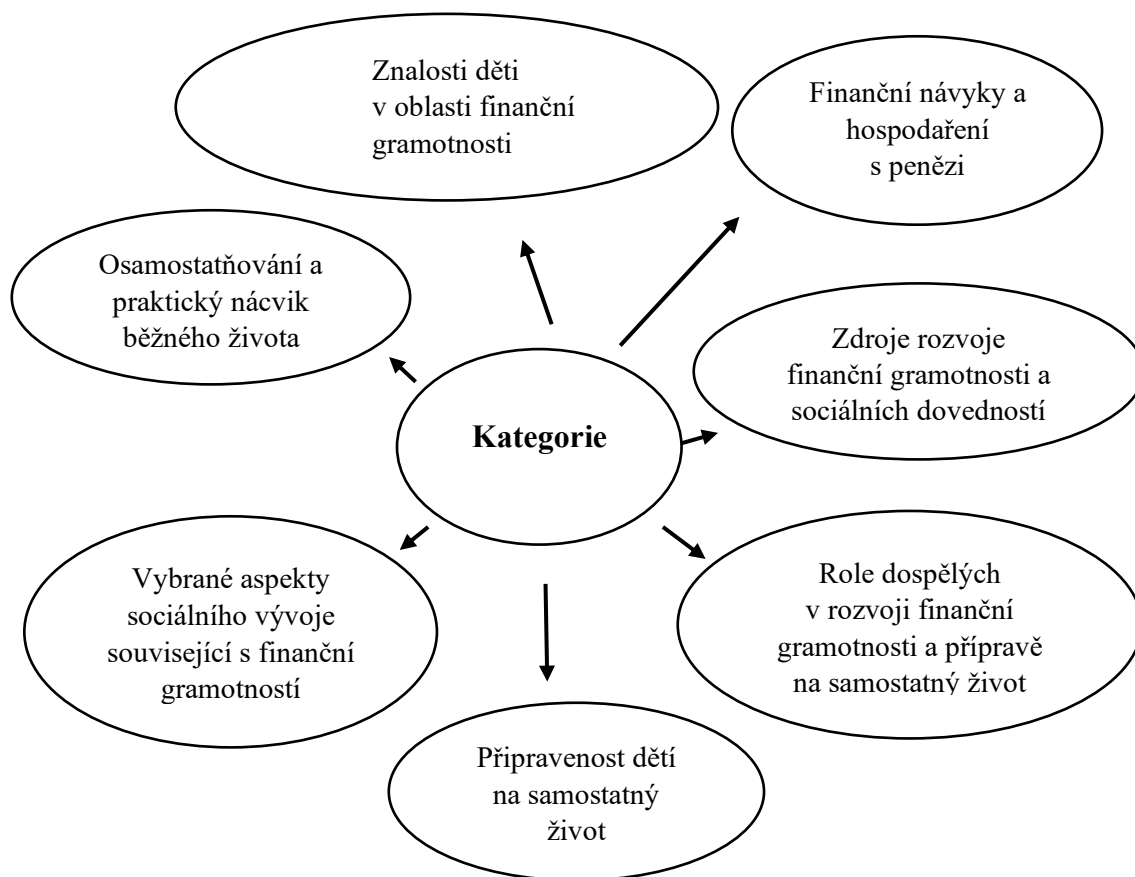 Znalosti děti
v oblasti finanční
gramotnosti
Finanční návyky a
hospodaření
s penězi
Osamostatňování a
praktický nácvik
běžného života
Zdroje rozvoje
finanční gramotnosti a
sociálních dovedností
Kategorie
Vybrané aspekty
sociálního vývoje
související s finanční
gramotností
Role dospělých
v rozvoji finanční
gramotnosti a přípravě
na samostatný život
Připravenost dětí
na samostatný
život